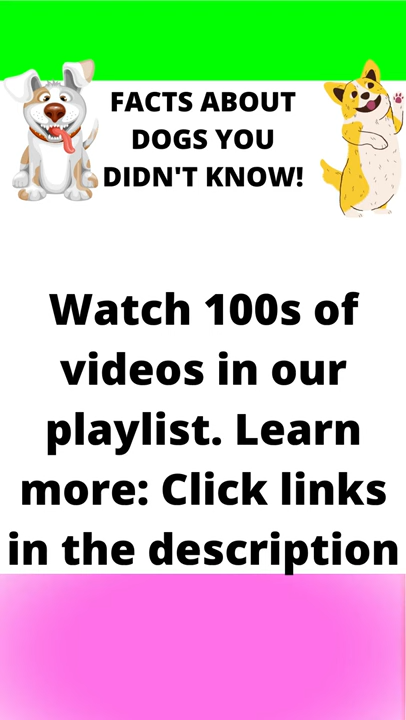 FACTS ABOUT
DOGS YOU
DIDN'T KNOW!
Watch 100s of
videos in our
playlist. Learn
more: Click links
in the description